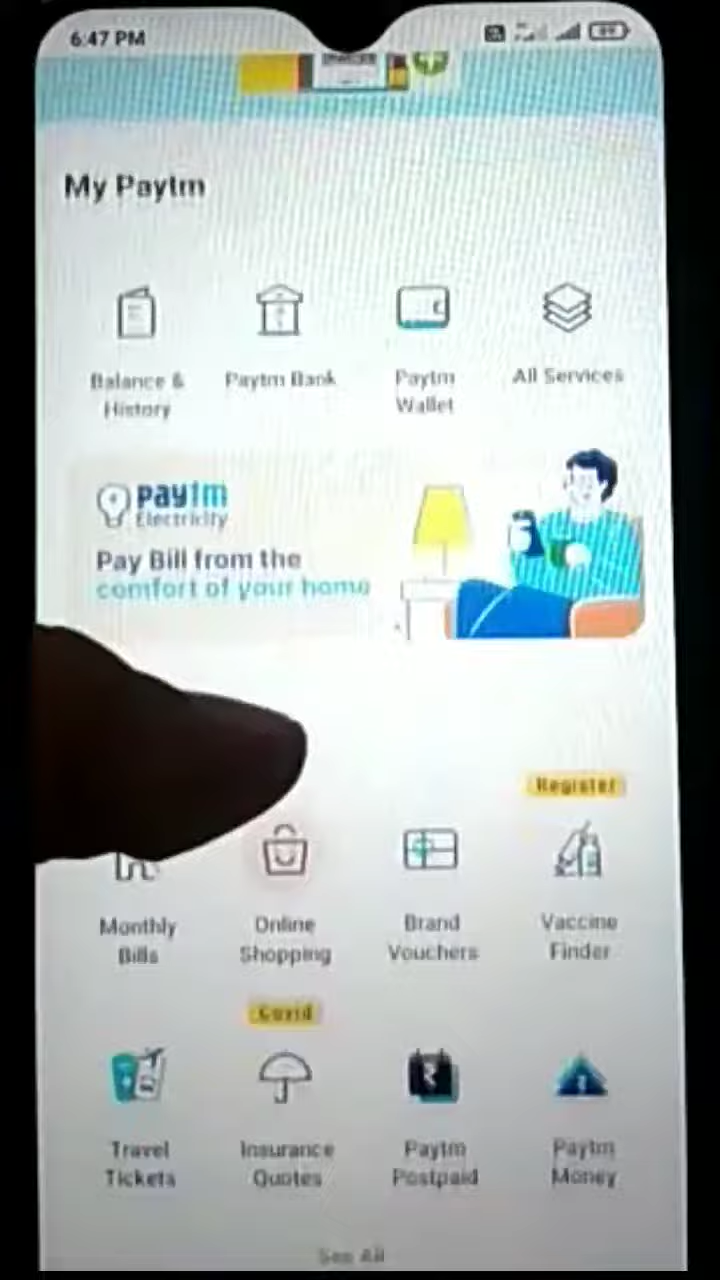 6:47 PM
My Paytm
Balance &
History
Paytm Bank
Paytm
Wallet
All Services
paytm
Electricity
Pay Bill from the
comfort of your home
Register
Monthly
Bills
Online
Shopping
Brand
Vouchers
Vaccine
Finder
Covid
Travel
Tickets
Insurance
Quotes
Paytm
Postpaid
Paytm
Money
See All